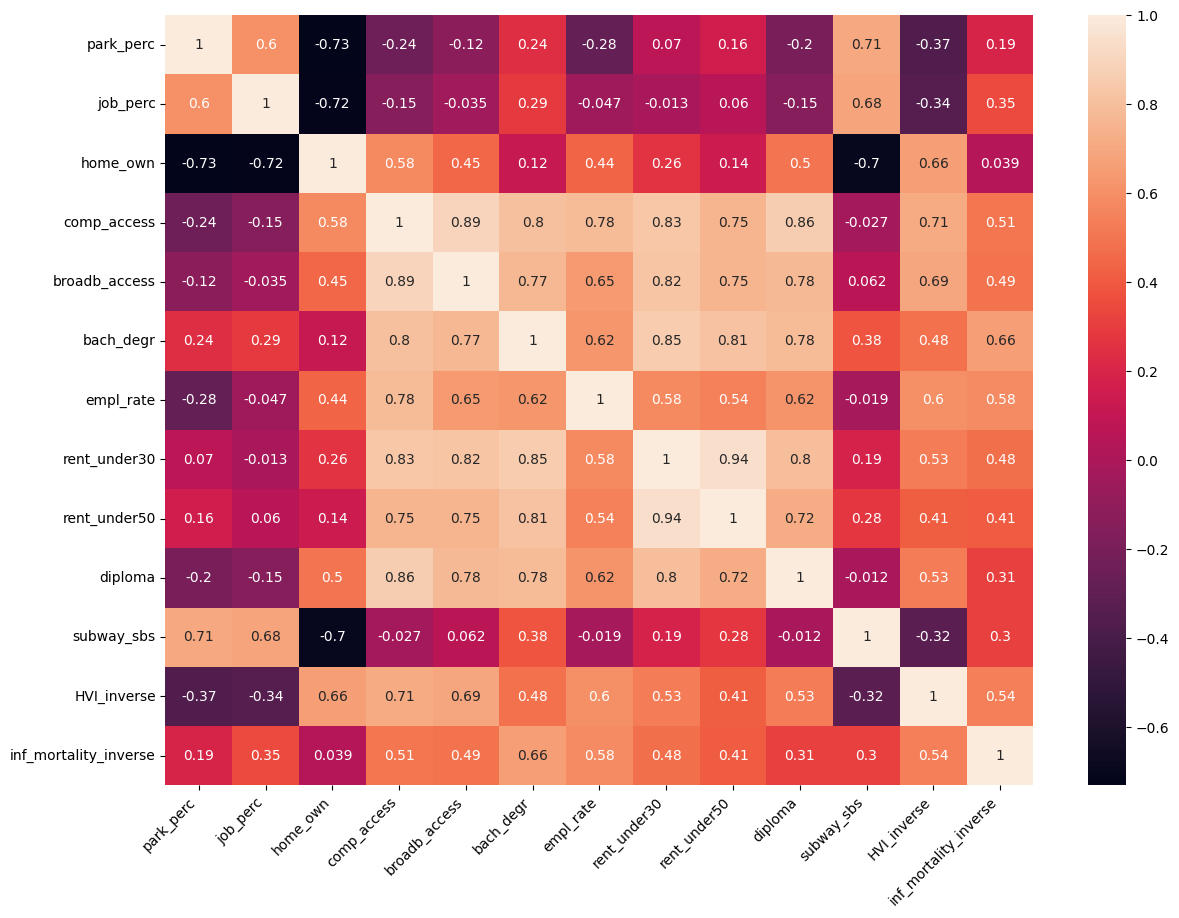 park_perc 1 0.6 -0.73 -0.24 -0.12 0.24 -0.28 0.07 0.16 -0.2 0.71 -0.37 0.19
job_perc 0.6 1 -0.72 -0.15 -0.035 0.29 -0.047 -0.013 0.06 -0.15 0.68 -0.34 0.35
home_own -0.73 -0.72 1 0.58 0.45 0.12 0.44 0.26 0.14 0.5 -0.7 0.66 0.039
comp_access -0.24 -0.15 0.58 1 0.89 0.8 0.78 0.83 0.75 0.86 -0.027 0.71 0.51
broadb_access -0.12 -0.035 0.45 0.89 1 0.77 0.65 0.82 0.75 0.78 0.062 0.69 0.49
bach_degr 0.24 0.29 0.12 0.8 0.77 1 0.62 0.85 0.81 0.78 0.38 0.48 0.66
empl_rate -0.28 -0.047 0.44 0.78 0.65 0.62 1 0.58 0.54 0.62 -0.019 0.6 0.58
rent_under30 0.07 -0.013 0.26 0.83 0.82 0.85 0.58 1 0.94 0.8 0.19 0.53 0.48
rent_under50 0.16 0.06 0.14 0.75 0.75 0.81 0.54 0.94 1 0.72 0.28 0.41 0.41
diploma -0.2 -0.15 0.5 0.86 0.78 0.78 0.62 0.8 0.72 1 -0.012 0.53 0.31
subway_sbs 0.71 0.68 -0.7 -0.027 0.062 0.38 -0.019 0.19 0.28 -0.012 1 -0.32 0.3
HVI_inverse -0.37 -0.34 0.66 0.71 0.69 0.48 0.6 0.53 0.41 0.53 -0.32 1 0.54
inf_mortality_inverse 0.19 0.35 0.039 0.51 0.49 0.66 0.58 0.48 0.41 0.31 0.3 0.54 1
park_perc job_perc home_own comp_access broadb_access bach_degr empl_rate rent_under30 rent_under50 diploma subway_sbs HVI_inverse inf_mortality_inverse
1.0
0.8
0.6
0.4
0.2
0.0
−0.2
−0.4
−0.6